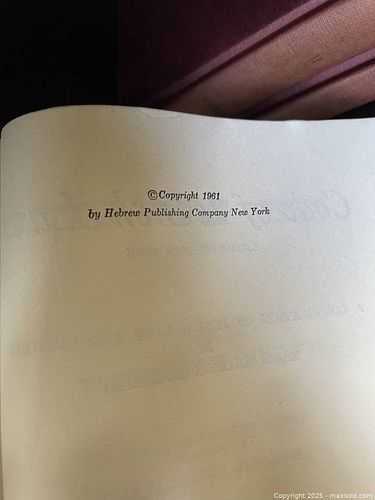 © Copyright 1961
by Hebrew Publishing Company New York
Copyright 2025 - maxsold.com